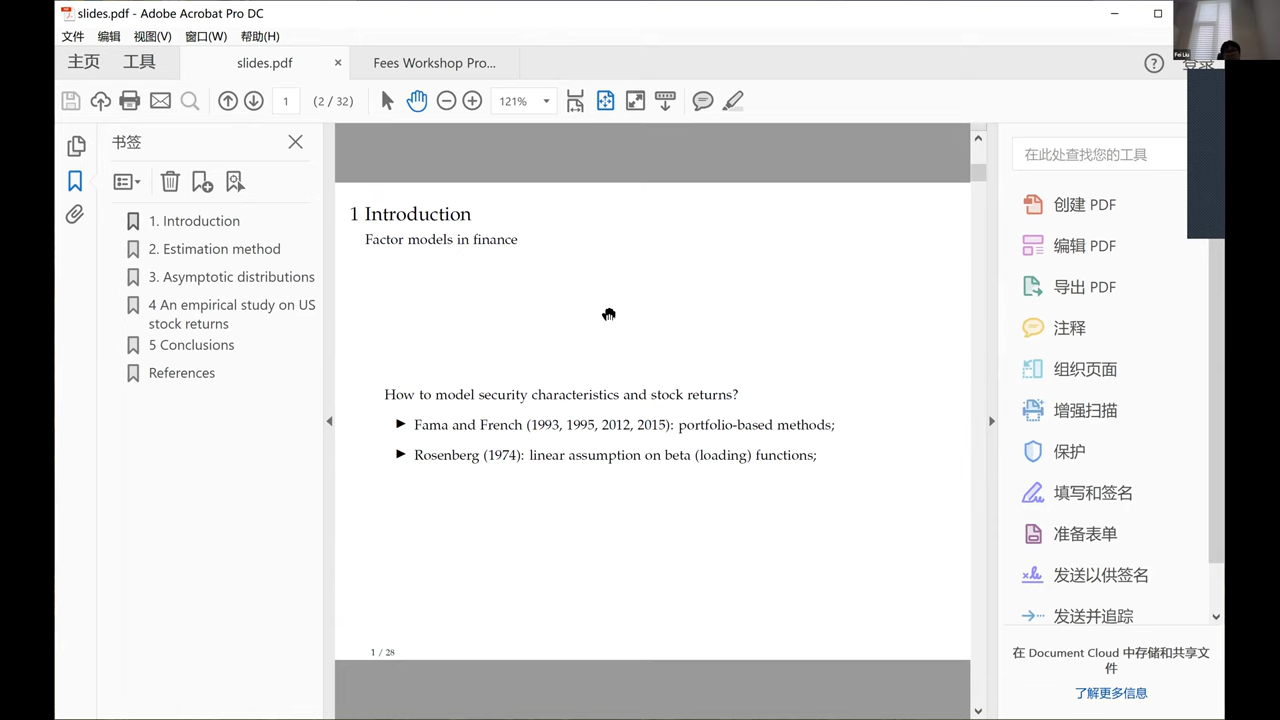 slides.pdf - Adobe Acrobat Pro DC
文件 编辑 视图(V) 窗口(W) 帮助(H)
主页 工具 slides.pdf × Fees Workshop Pro...
登录
Fei Liu
1 (2 / 32) 121%
书签
1. Introduction
2. Estimation method
3. Asymptotic distributions
4 An empirical study on US
stock returns
5 Conclusions
References
1 Introduction
Factor models in finance
How to model security characteristics and stock returns?
► Fama and French (1993, 1995, 2012, 2015): portfolio-based methods;
► Rosenberg (1974): linear assumption on beta (loading) functions;
1 / 28
在此处查找您的工具
创建 PDF
编辑 PDF
导出 PDF
注释
组织页面
增强扫描
保护
填写和签名
准备表单
发送以供签名
发送并追踪
在 Document Cloud 中存储和共享文
件
了解更多信息